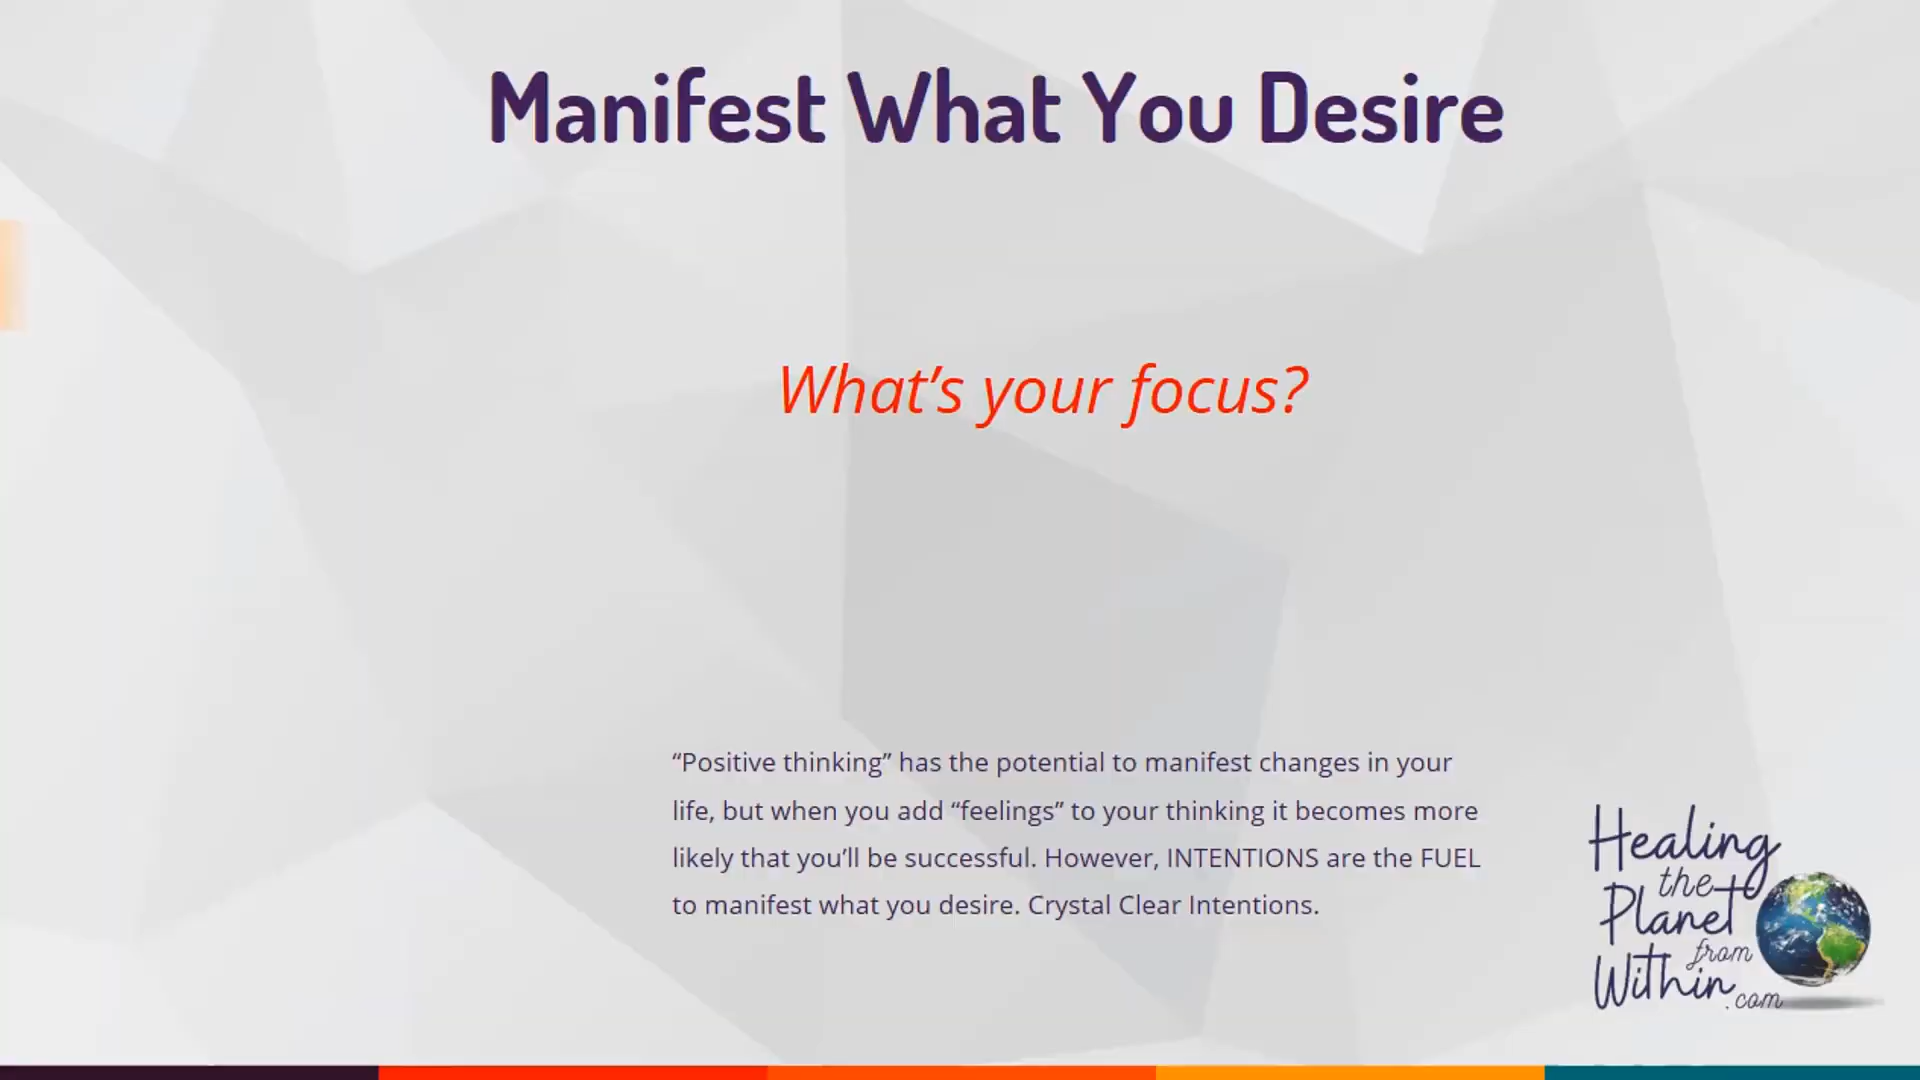 Manifest What You Desire
What’s your focus?
“Positive thinking” has the potential to manifest changes in your
life, but when you add “feelings” to your thinking it becomes more
likely that you’ll be successful. However, INTENTIONS are the FUEL
to manifest what you desire. Crystal Clear Intentions.
Healing
the
Planet
from
Within
.com